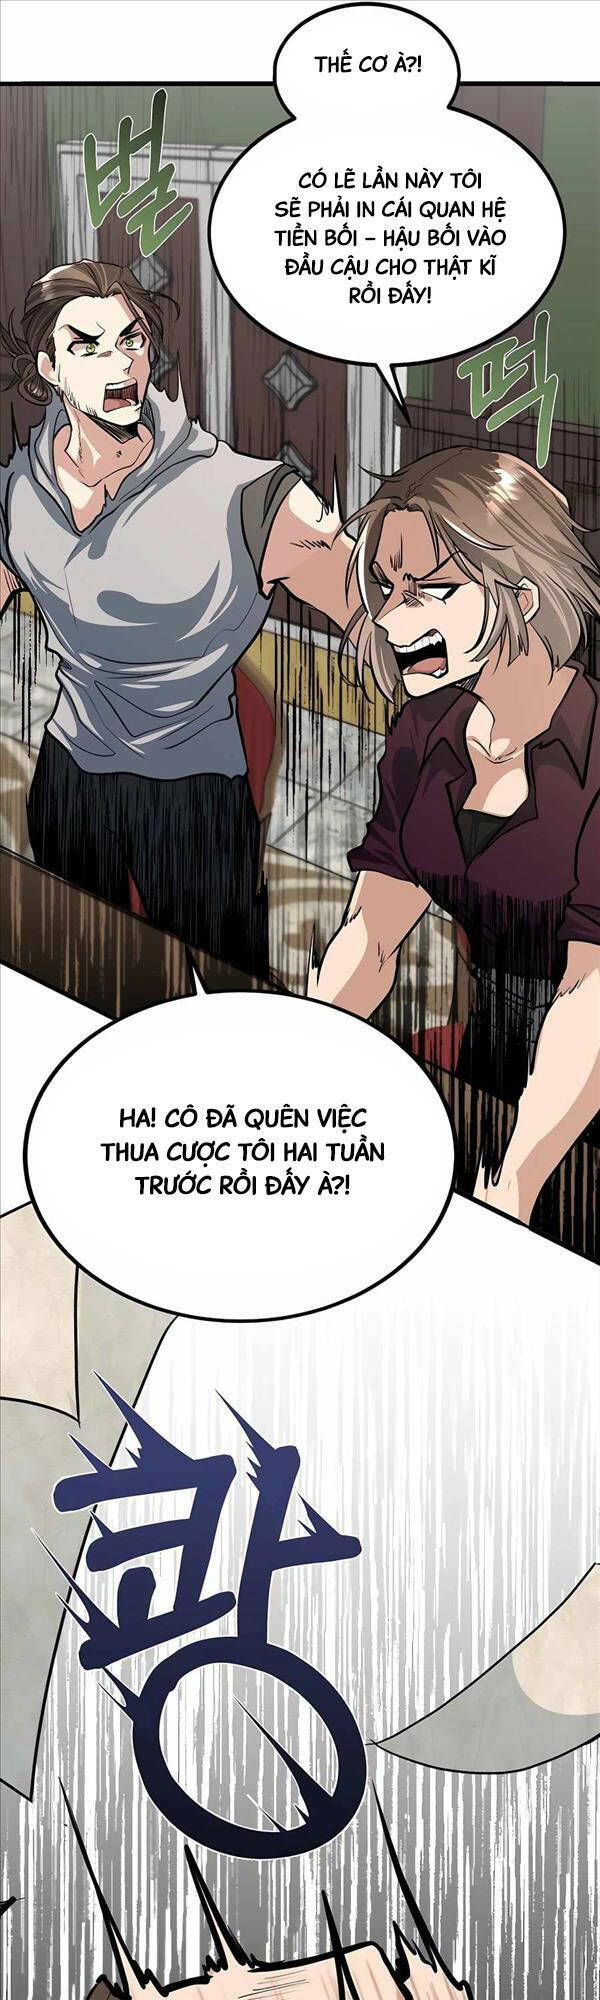 THẾ CƠ À?!
CÓ LẼ LẦN NÀY TÔI
SẼ PHẢI IN CÁI QUAN HỆ
TIỀN BỐI – HẬU BỐI VÀO
ĐẦU CẬU CHO THẬT KĨ
RỒI ĐẤY!
벌
떡
HA! CÔ ĐÃ QUÊN VIỆC
THUA CƯỢC TÔI HAI TUẦN
TRƯỚC RỒI ĐẤY À?!
쾅